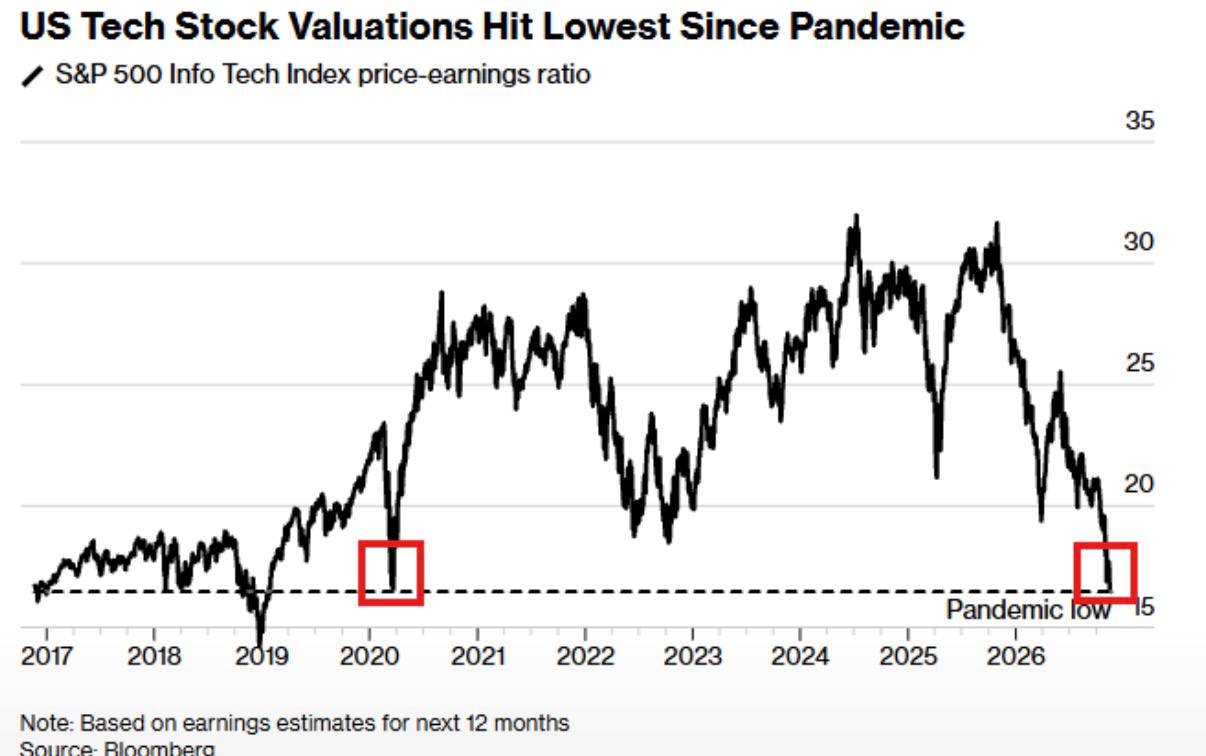 US Tech Stock Valuations Hit Lowest Since Pandemic
S&P 500 Info Tech Index price-earnings ratio
35
30
25
20
Pandemic low 15
2017 2018 2019 2020 2021 2022 2023 2024 2025 2026
Note: Based on earnings estimates for next 12 months
Source: Bloomberg